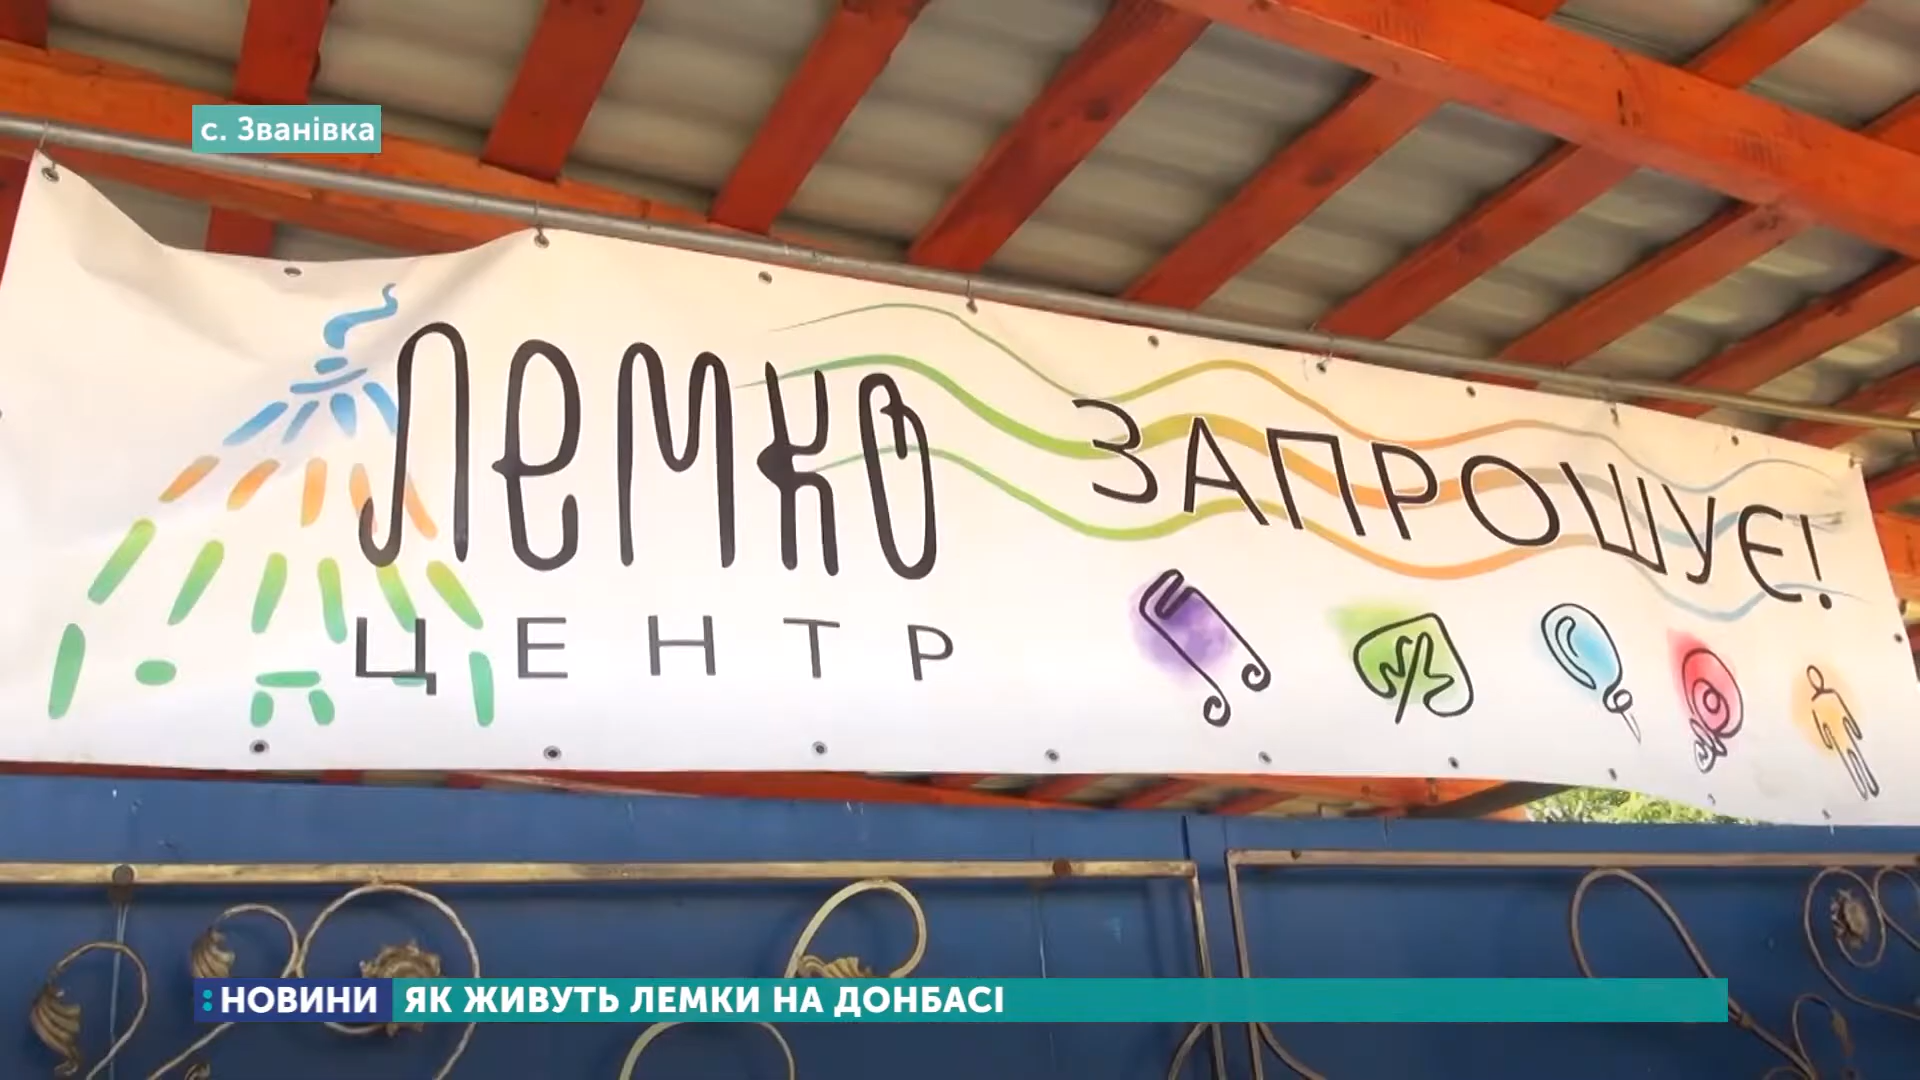 с. Званівка
Лемко
ЦЕНТР
ЗАПРОШУЄ!
:НОВИНИ ЯК ЖИВУТЬ ЛЕМКИ НА ДОНБАСІ